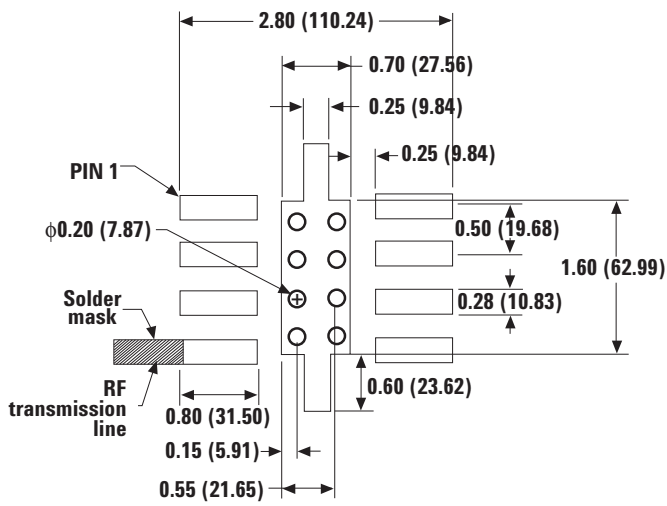 2.80 (110.24)
0.70 (27.56)
0.25 (9.84)
0.25 (9.84)
PIN 1
0.50 (19.68)
ϕ0.20 (7.87)
1.60 (62.99)
Solder
mask
0.28 (10.83)
RF
transmission
line
0.60 (23.62)
0.80 (31.50)
0.15 (5.91)
0.55 (21.65)